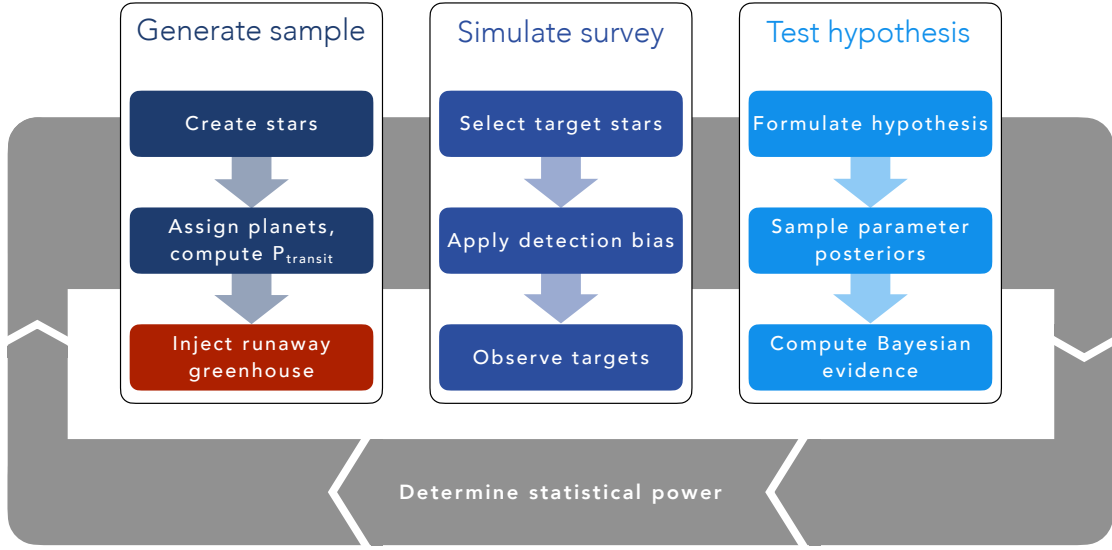 Generate sample
Create stars
Assign planets,
compute P_transit
Inject runaway
greenhouse
Simulate survey
Select target stars
Apply detection bias
Observe targets
Test hypothesis
Formulate hypothesis
Sample parameter
posteriors
Compute Bayesian
evidence
Determine statistical power